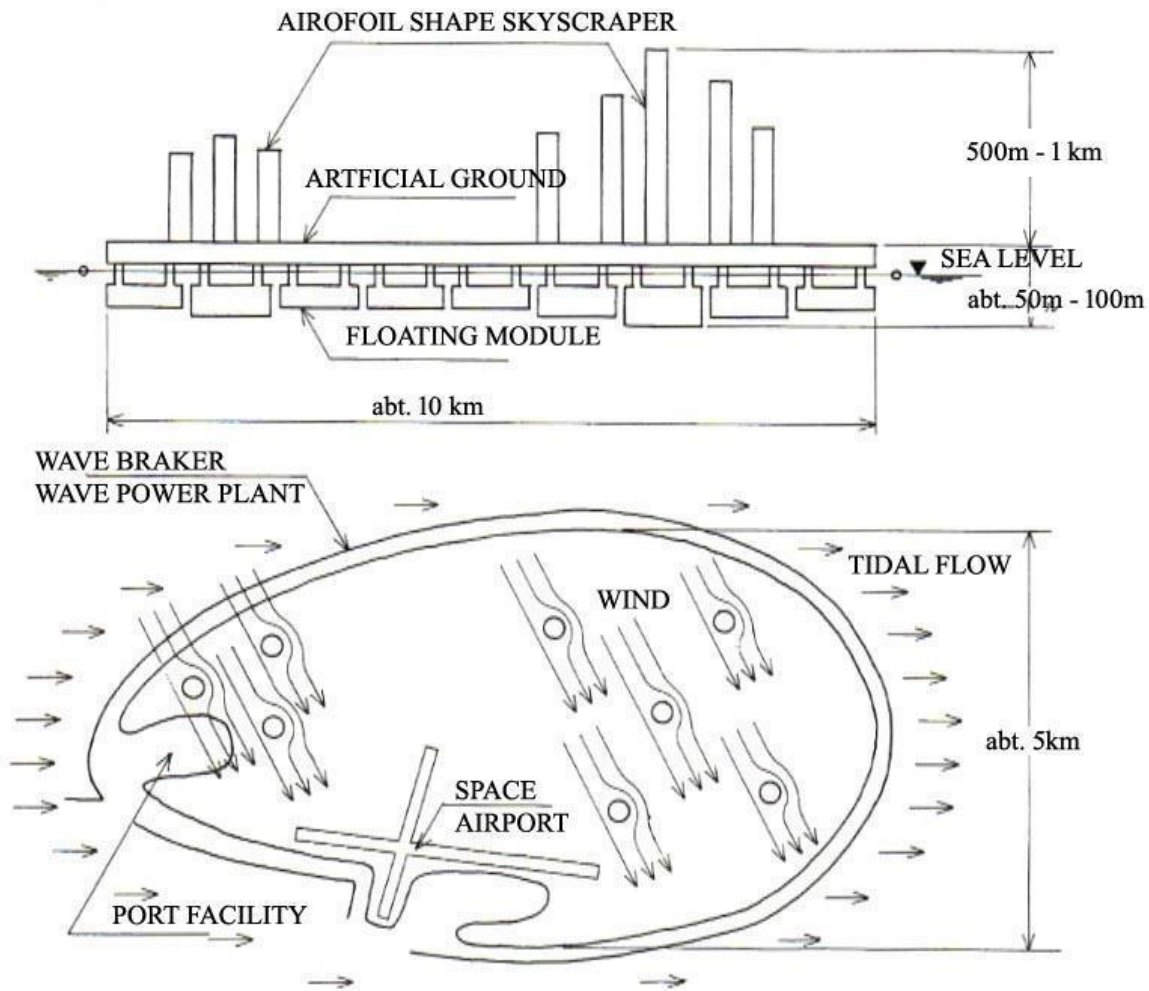 AIROFOIL SHAPE SKYSCRAPER
500m - 1 km
ARTFICIAL GROUND
SEA LEVEL
abt. 50m - 100m
FLOATING MODULE
abt. 10 km
WAVE BRAKER
WAVE POWER PLANT
TIDAL FLOW
WIND
abt. 5km
SPACE
AIRPORT
PORT FACILITY